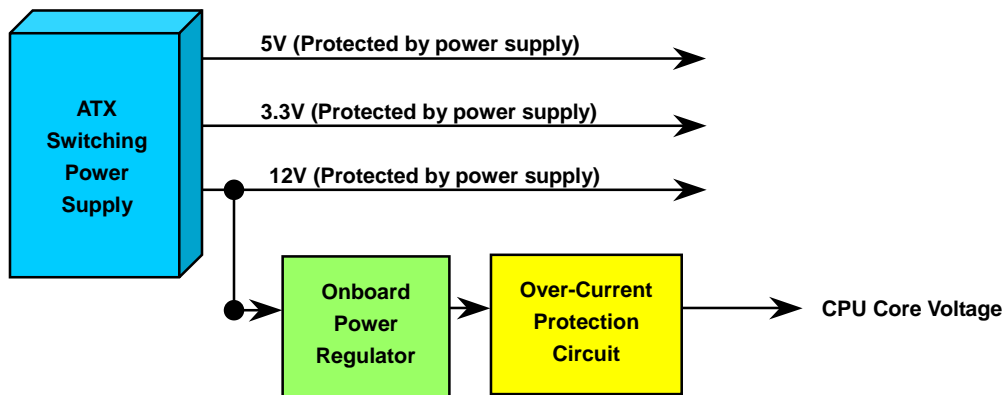 5V (Protected by power supply)
ATX
Switching
Power
Supply
3.3V (Protected by power supply)
12V (Protected by power supply)
Onboard
Power
Regulator
Over-Current
Protection
Circuit
CPU Core Voltage